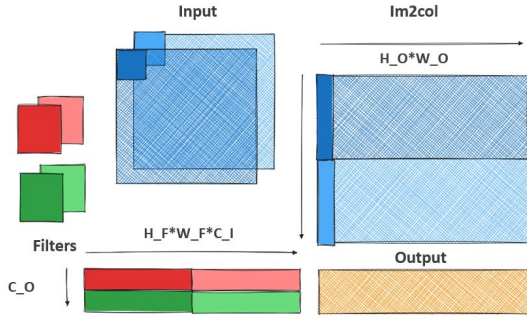 Input
Im2col
H_O*W_O
H_F*W_F*C_I
Filters
Output
C_O